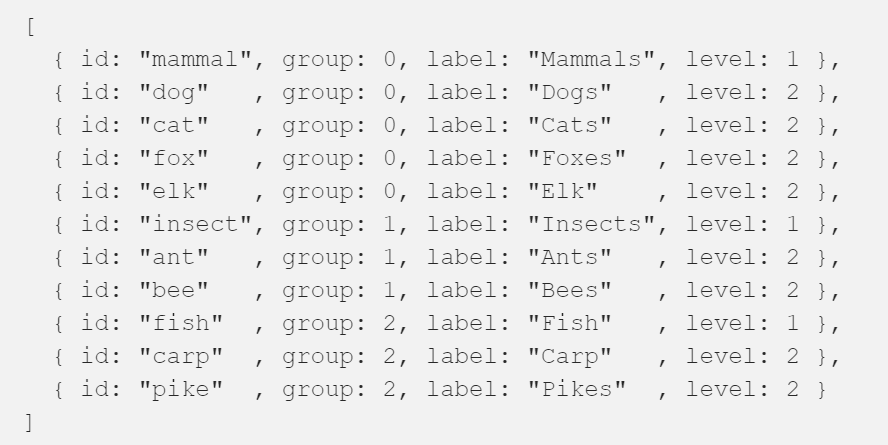 [
  { id: "mammal", group: 0, label: "Mammals", level: 1 },
  { id: "dog"   , group: 0, label: "Dogs"   , level: 2 },
  { id: "cat"   , group: 0, label: "Cats"   , level: 2 },
  { id: "fox"   , group: 0, label: "Foxes"  , level: 2 },
  { id: "elk"   , group: 0, label: "Elk"    , level: 2 },
  { id: "insect", group: 1, label: "Insects", level: 1 },
  { id: "ant"   , group: 1, label: "Ants"   , level: 2 },
  { id: "bee"   , group: 1, label: "Bees"   , level: 2 },
  { id: "fish"  , group: 2, label: "Fish"   , level: 1 },
  { id: "carp"  , group: 2, label: "Carp"   , level: 2 },
  { id: "pike"  , group: 2, label: "Pikes"  , level: 2 }
]